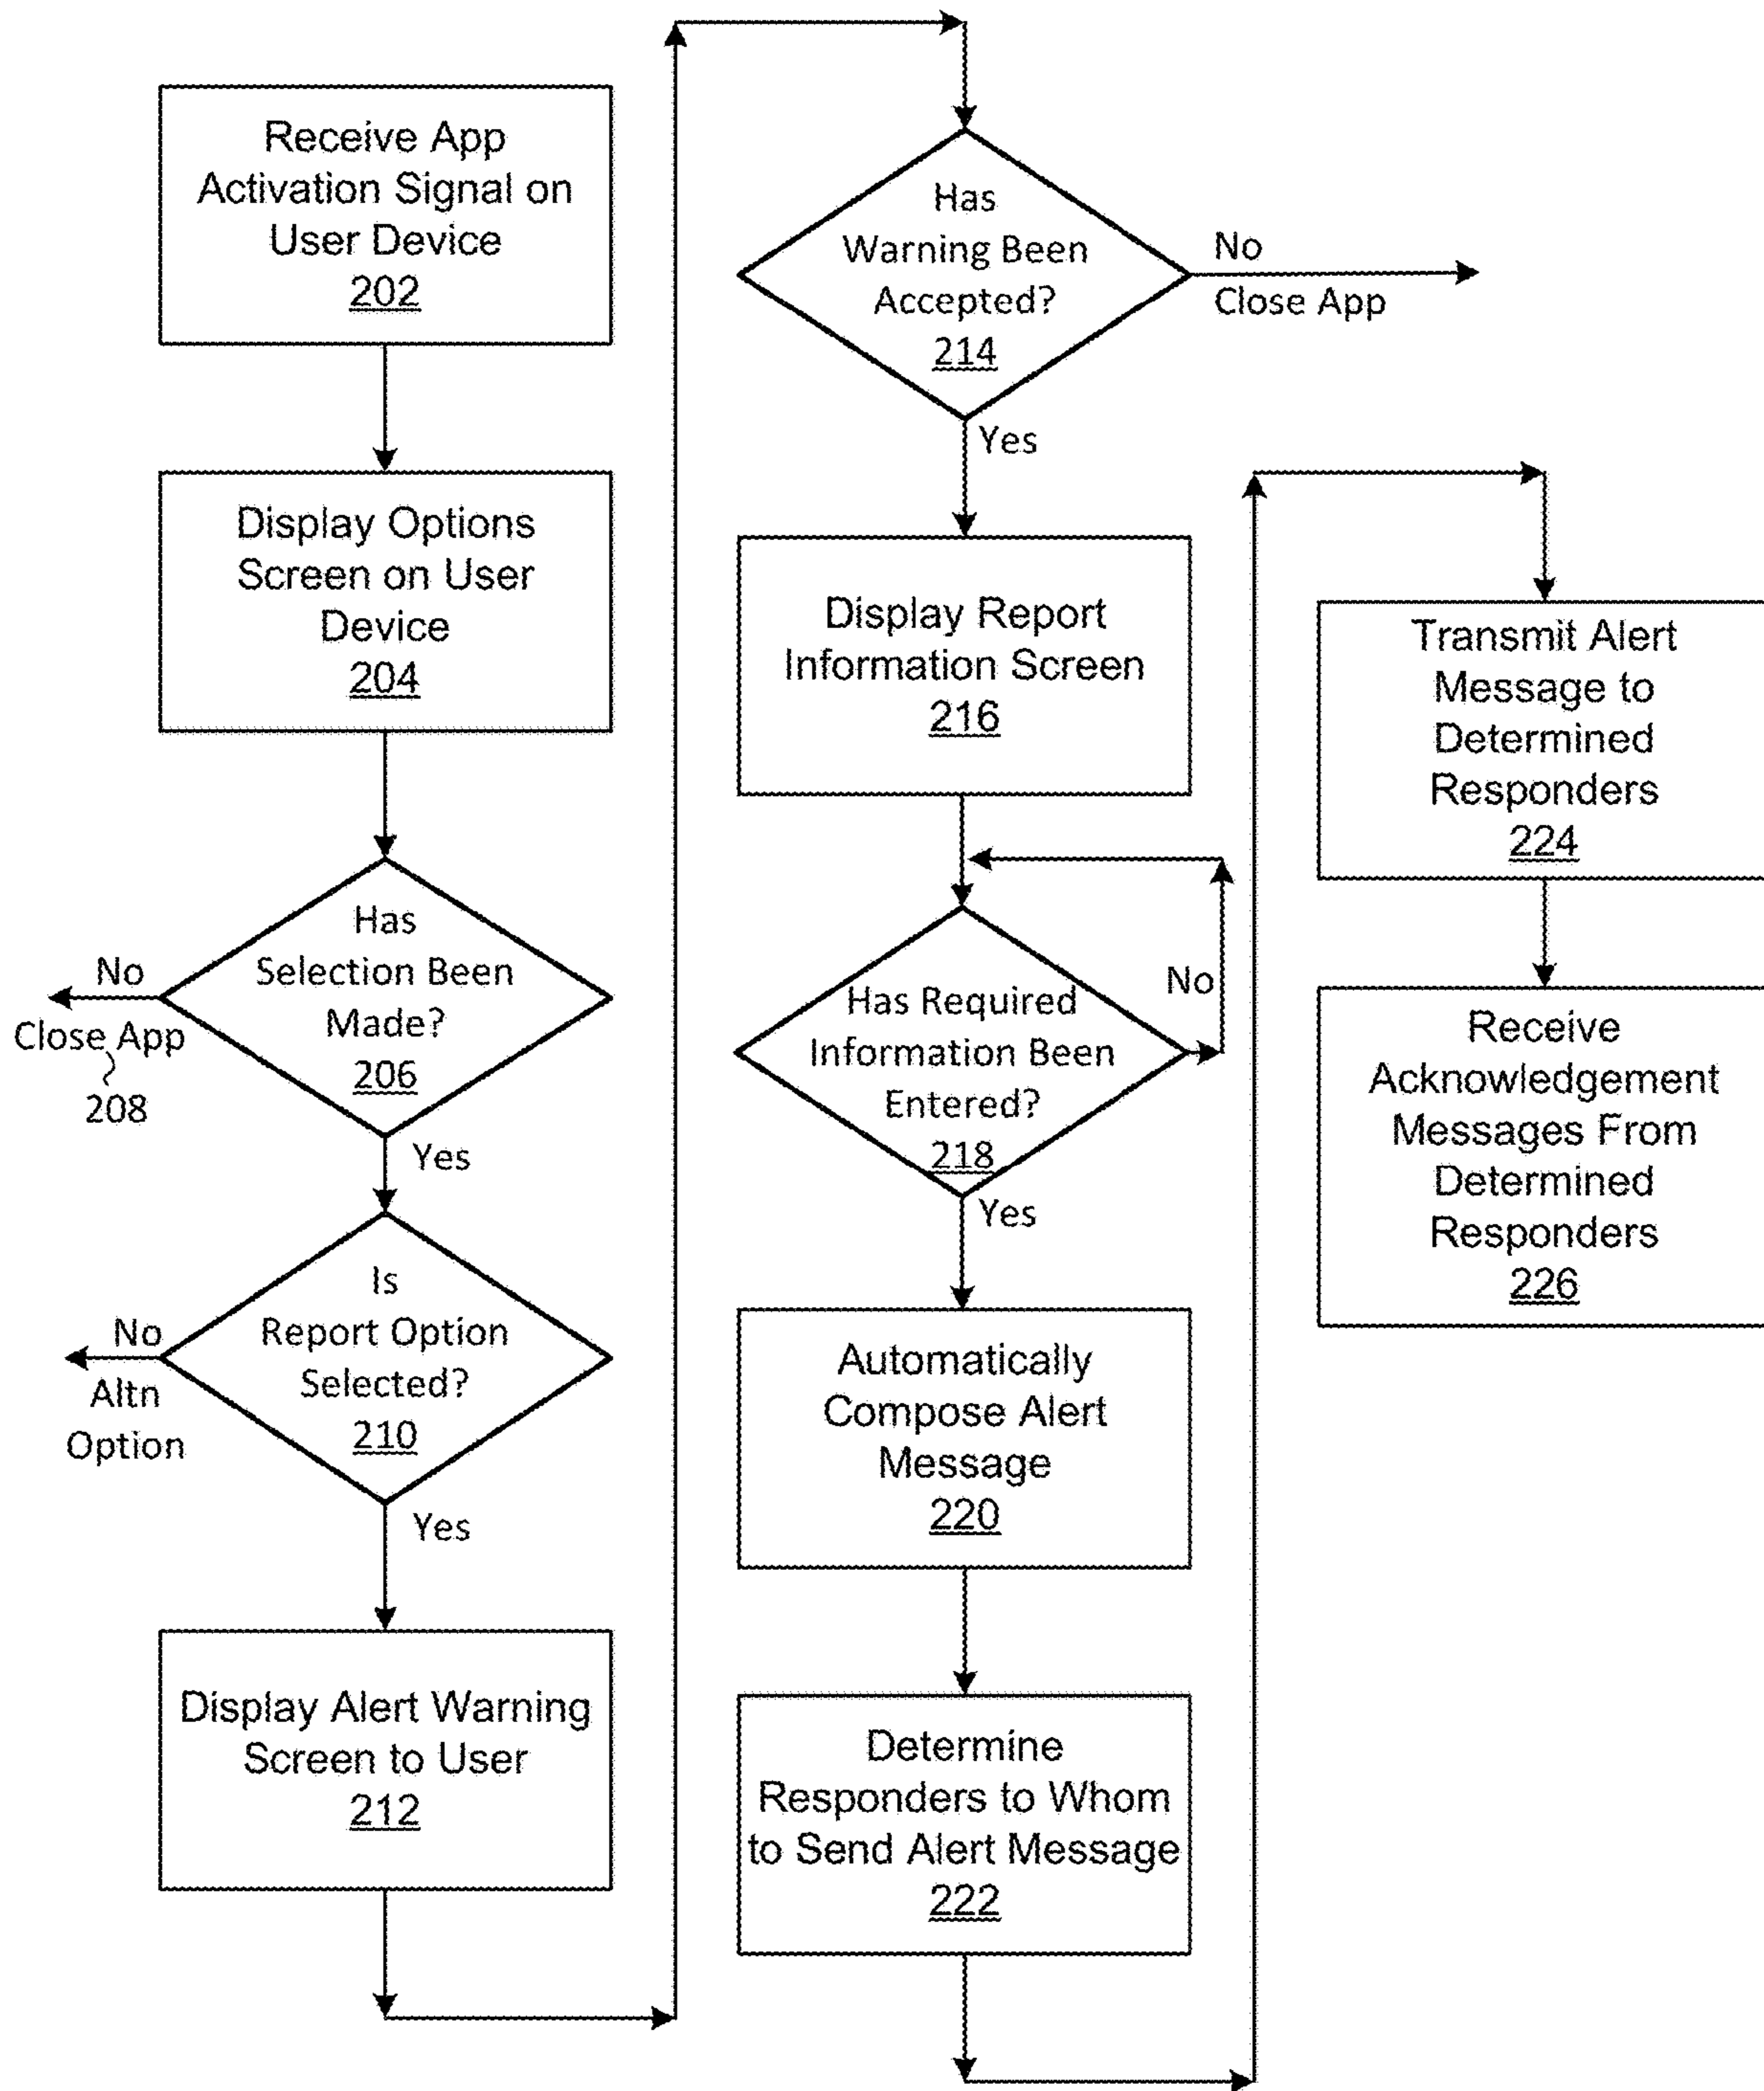 Receive App
Activation Signal on
User Device
202
Display Options
Screen on User
Device
204
Has
Selection Been
Made?
206
No
Close App
208
Yes
Is
Report Option
Selected?
210
No
Altn
Option
Yes
Display Alert Warning
Screen to User
212
Has
Warning Been
Accepted?
214
No
Close App
Yes
Display Report
Information Screen
216
Has Required
Information Been
Entered?
218
No
Yes
Automatically
Compose Alert
Message
220
Determine
Responders to Whom
to Send Alert Message
222
Transmit Alert
Message to
Determined
Responders
224
Receive
Acknowledgement
Messages From
Determined
Responders
226